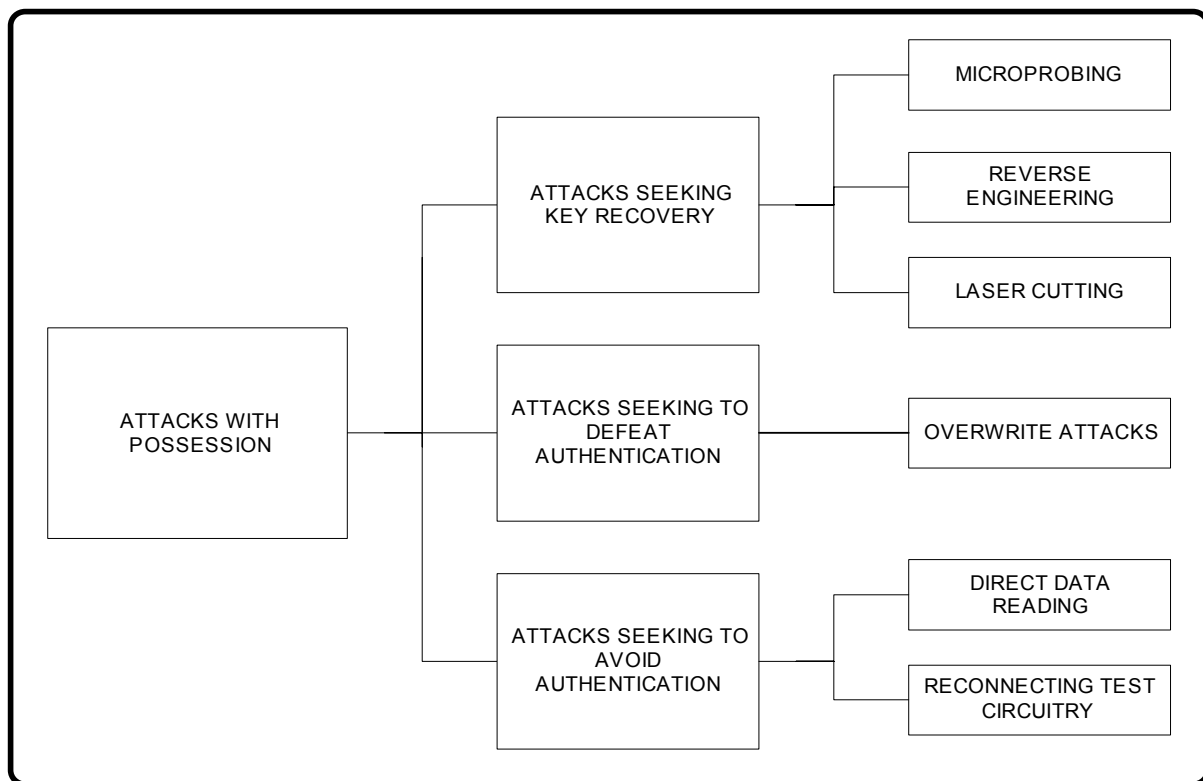 ATTACKS WITH
POSSESSION
ATTACKS SEEKING
KEY RECOVERY
MICROPROBING
REVERSE
ENGINEERING
LASER CUTTING
ATTACKS SEEKING TO
DEFEAT
AUTHENTICATION
OVERWRITE ATTACKS
ATTACKS SEEKING TO
AVOID
AUTHENTICATION
DIRECT DATA
READING
RECONNECTING TEST
CIRCUITRY